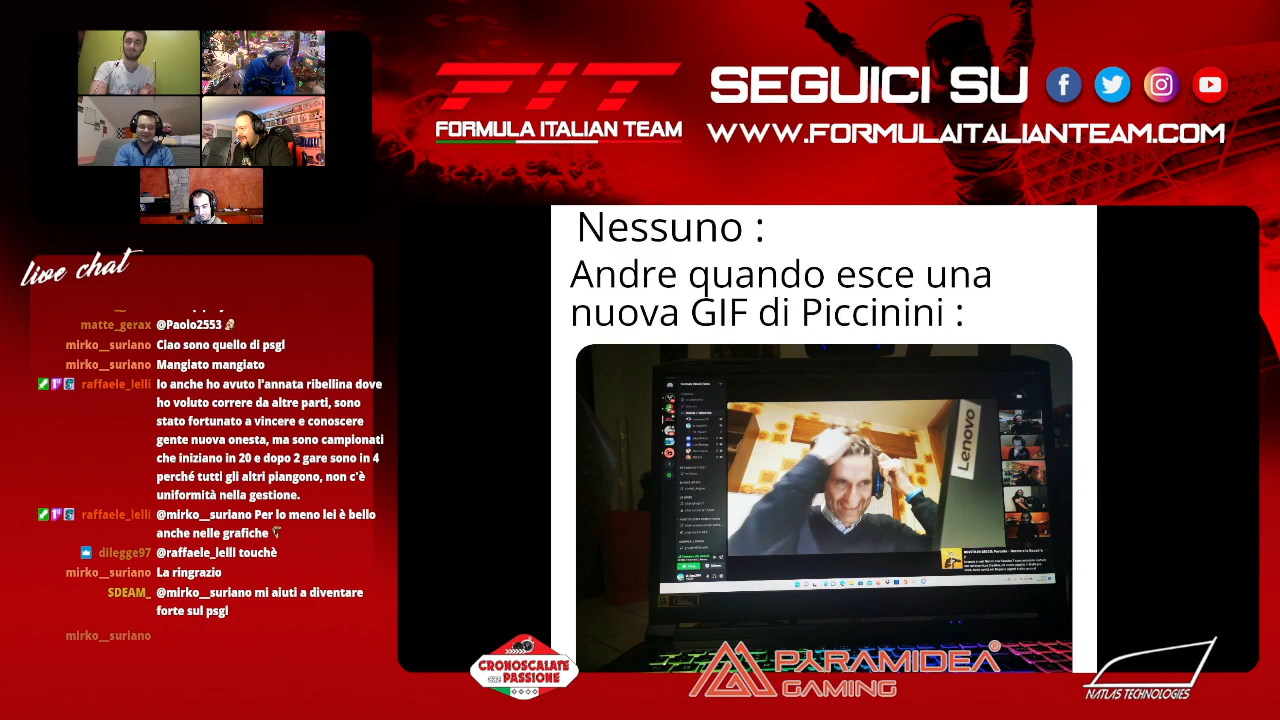 FIT
FORMULA ITALIAN TEAM
SEGUICI SU
WWW.FORMULAITALIANTEAM.COM
live chat
matte_gerax @Paolo2553
mirko__suriano Ciao sono quello di psgl
mirko__suriano Mangiato mangiato
raffaele_lelli Io anche ho avuto l'annata ribellina dove
ho voluto correre da altre parti, sono
stato fortunato a vincere e conoscere
gente nuova onesta, ma sono campionati
che iniziano in 20 e dopo 2 gare sono in 4
perché tutti gli altri piangono, non c'è
uniformità nella gestione.
raffaele_lelli @mirko__suriano Per lo meno lei è bello
anche nelle grafiche
dilegge97 @raffaele_lelli touchè
mirko__suriano La ringrazio
SDEAM_ @mirko__suriano mi aiuti a diventare
forte sul psgl
mirko__suriano
Nessuno :
Andre quando esce una
nuova GIF di Piccinini :
Lenovo
CRONOSCALATE
CHE
PASSIONE
PYRAMIDEA®
GAMING
NATLAS TECHNOLOGIES